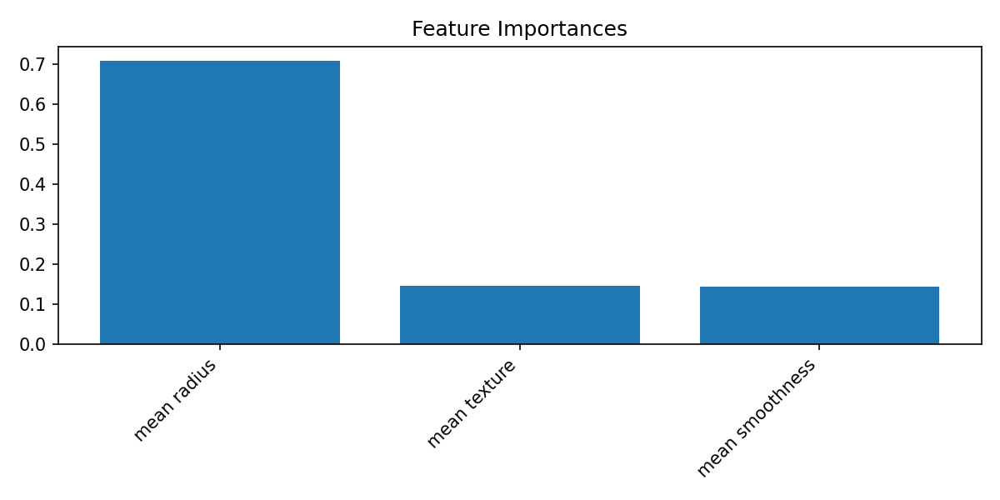 Feature Importances
0.7
0.6
0.5
0.4
0.3
0.2
0.1
0.0
mean radius
mean texture
mean smoothness